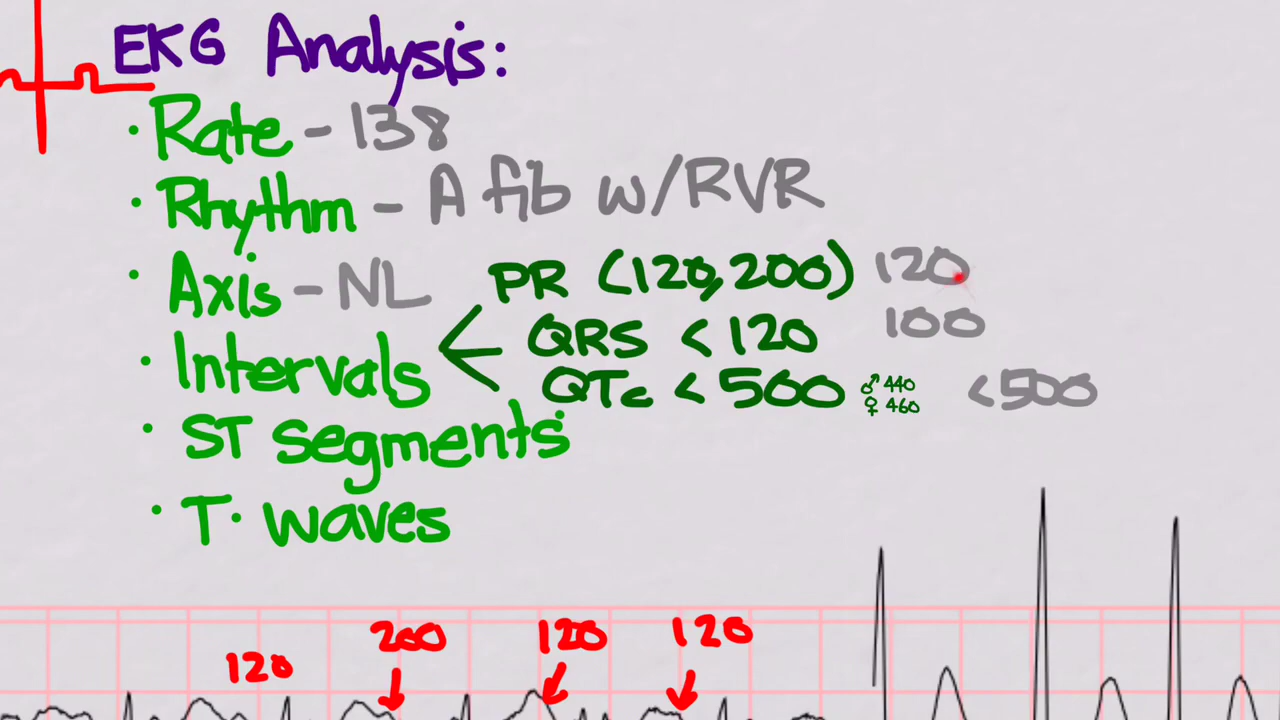 EKG Analysis:
• Rate - 138
• Rhythm - A fib w/RVR
• Axis - NL
PR (120,200) 120
• Intervals < QRS < 120 100
QTc < 500 ♂ 440 ♀ 460 < 500
• ST segments
• T. waves
120 200 120 120